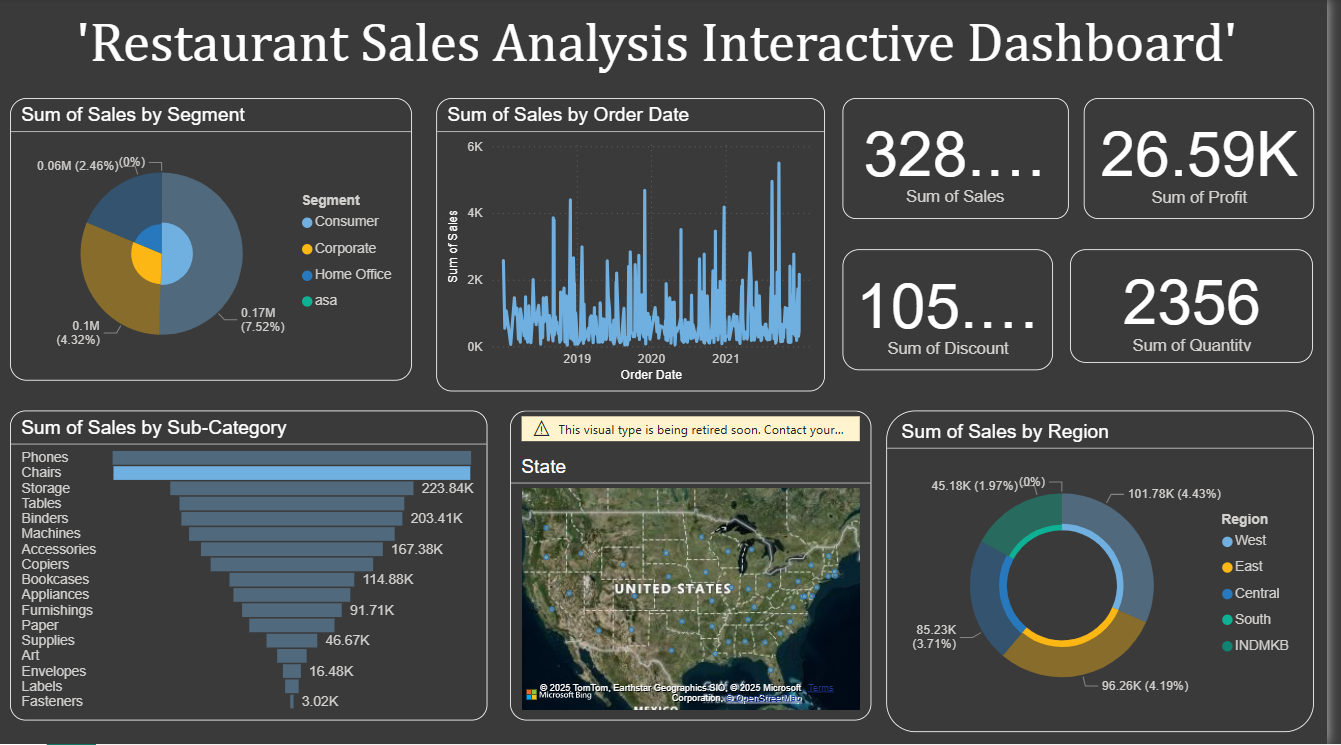 'Restaurant Sales Analysis Interactive Dashboard'
Sum of Sales by Segment
0.06M (2.46%)
(0%)
0.17M
(7.52%)
0.1M
(4.32%)
Segment
Consumer
Corporate
Home Office
asa
Sum of Sales by Order Date
Sum of Sales
6K
4K
2K
0K
2019
2020
2021
Order Date
328....
Sum of Sales
26.59K
Sum of Profit
105....
Sum of Discount
2356
Sum of Quantity
Sum of Sales by Sub-Category
Phones
Chairs
Storage
223.84K
Tables
Binders
203.41K
Machines
Accessories
167.38K
Copiers
Bookcases
114.88K
Appliances
Furnishings
91.71K
Paper
Supplies
46.67K
Art
Envelopes
16.48K
Labels
Fasteners
3.02K
This visual type is being retired soon. Contact your...
State
UNITED STATES
MEXICO
Microsoft Bing
© 2025 TomTom, Earthstar Geographics SIO, © 2025 Microsoft
Corporation, © OpenStreetMap
Terms
Sum of Sales by Region
45.18K (1.97%)
(0%)
101.78K (4.43%)
85.23K
(3.71%)
96.26K (4.19%)
Region
West
East
Central
South
INDMKB